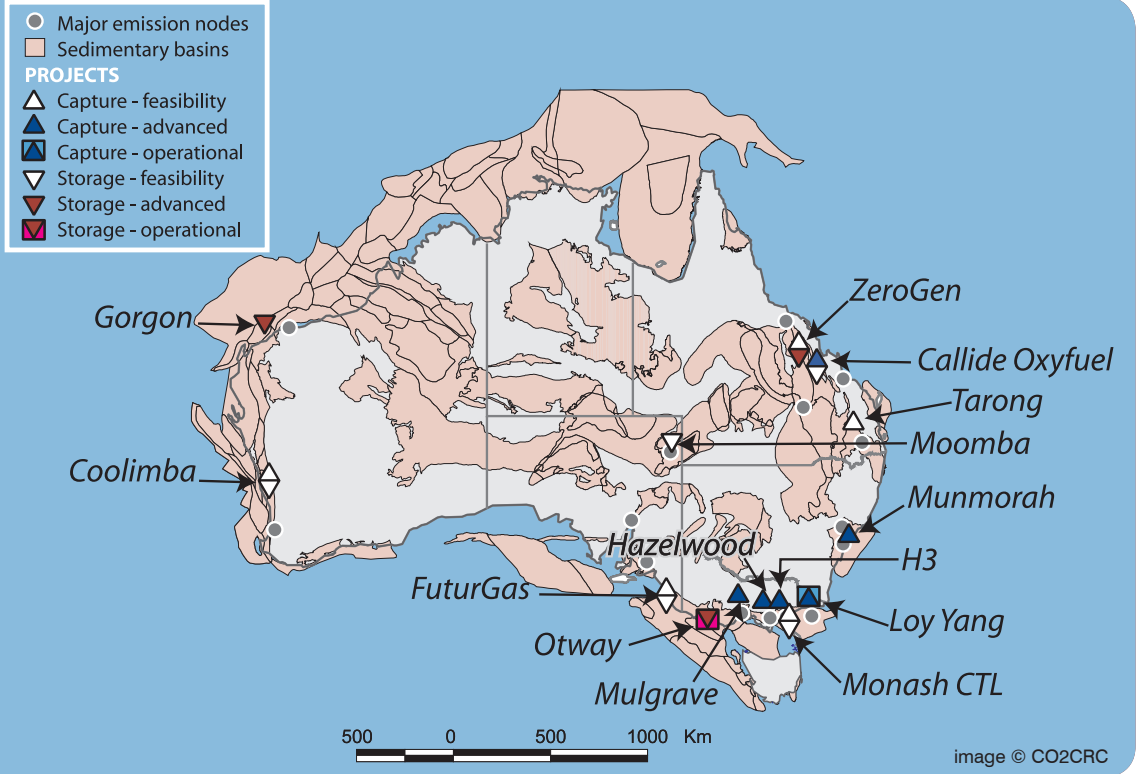 Major emission nodes
Sedimentary basins
PROJECTS
Capture - feasibility
Capture - advanced
Capture - operational
Storage - feasibility
Storage - advanced
Storage - operational
ZeroGen
Gorgon
Callide Oxyfuel
Tarong
Moomba
Coolimba
Munmorah
Hazelwood
H3
FuturGas
Loy Yang
Otway
Monash CTL
Mulgrave
500 0 500 1000 Km
image © CO2CRC